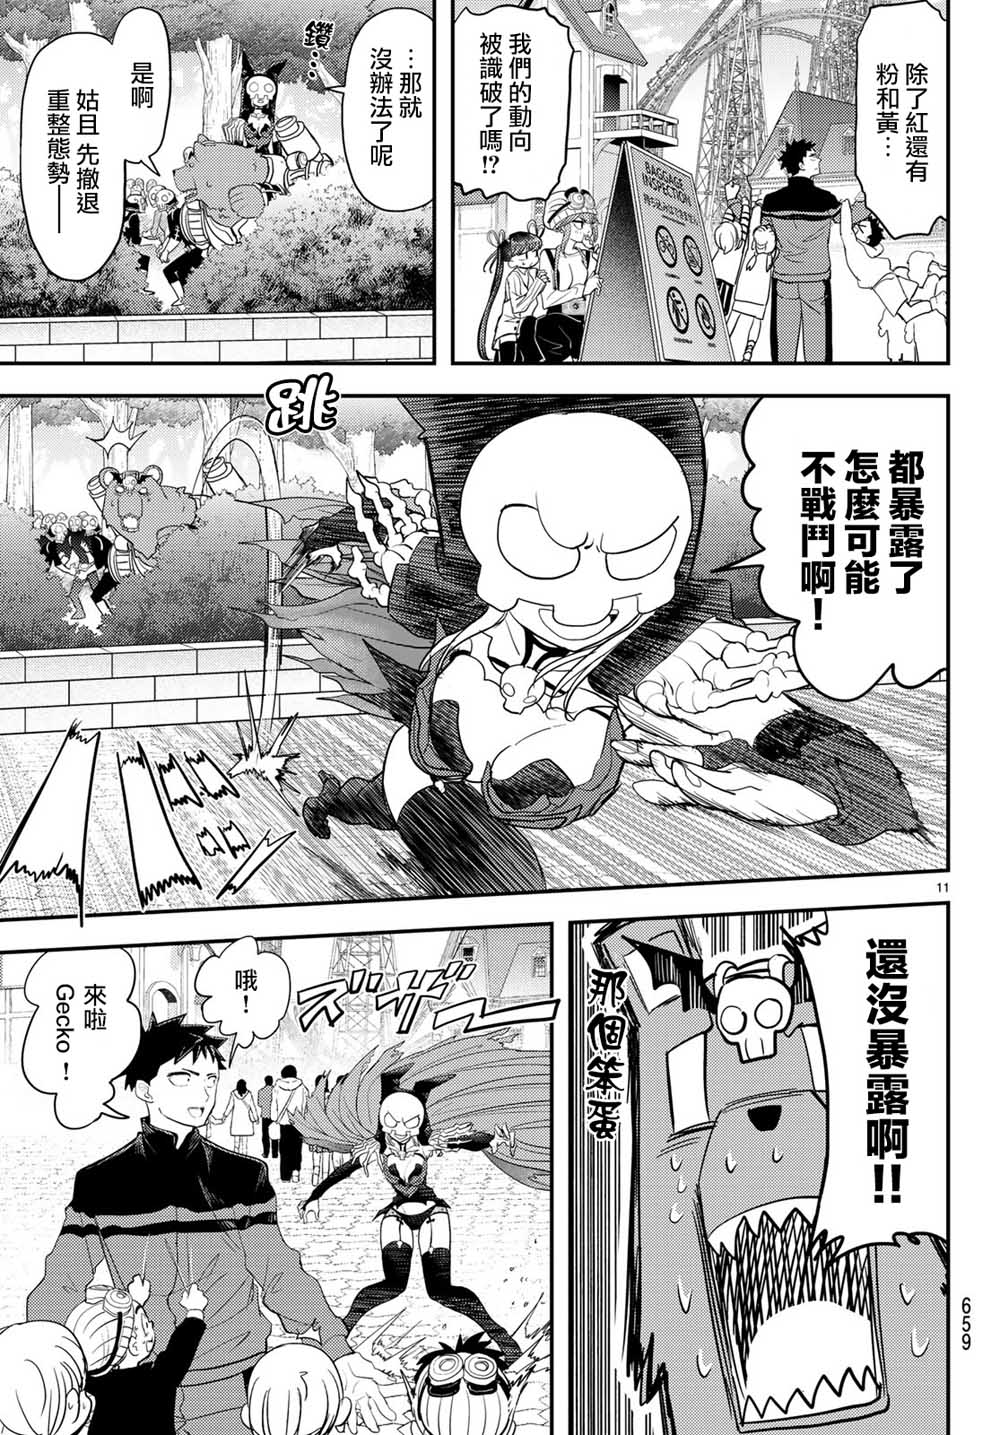 除了紅還有
粉和黃…
我們的動向
被識破了嗎!?
BAGGAGE
INSPECTION
鑽…
…那就
沒辦法了呢
是啊
姑且先撤退
重整態勢——
跳
都暴露了
怎麼可能
不戰鬥啊！
11
還沒暴露啊!!
那個笨蛋
ズザー
哦！
來啦
Gecko！
659